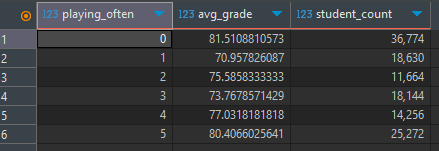 123 playing_often 123 avg_grade 123 student_count
1 0 81.5108810573 36,774
2 1 70.957826087 18,630
3 2 75.5858333333 11,664
4 3 73.7678571429 18,144
5 4 77.0318181818 14,256
6 5 80.4066025641 25,272